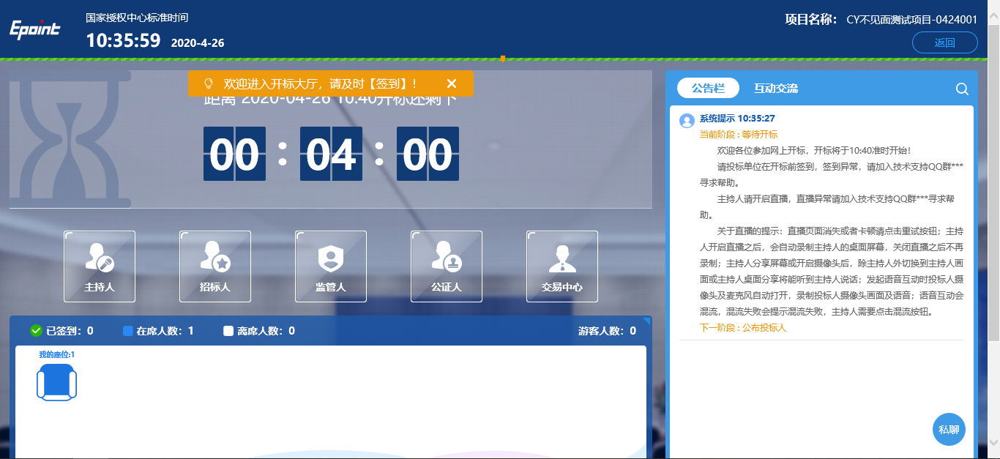 Epoint
国家授权中心标准时间
10:35:59 2020-4-26
项目名称: CY不见面测试项目-0424001
返回
欢迎进入开标大厅，请及时【签到】!
距离 2020-04-26 10:40开标还剩下
00 : 04 : 00
主持人
招标人
监管人
公证人
交易中心
已签到: 0
在席人数: 1
离席人数: 0
游客人数: 0
我的座位:1
公告栏
互动交流
系统提示 10:35:27
当前阶段 : 等待开标
欢迎各位参加网上开标，开标将于10:40准时开始!
请投标单位在开标前签到，签到异常，请加入技术支持QQ群***
寻求帮助。
主持人请开启直播，直播异常请加入技术支持QQ群***寻求帮
助。
关于直播的提示：直播页面消失或者卡顿请点击重试按钮；主持
人开启直播之后，会自动录制主持人的桌面屏幕，关闭直播之后不再
录制；主持人分享屏幕或开启摄像头后，除主持人外切换到主持人画
面或主持人桌面分享将能听到主持人说话；发起语音互动时投标人摄
像头及麦克风自动打开，录制投标人摄像头画面及语音；语音互动会
混流，混流失败会提示混流失败，主持人需要点击混流按钮。
下一阶段 : 公布投标人
私聊